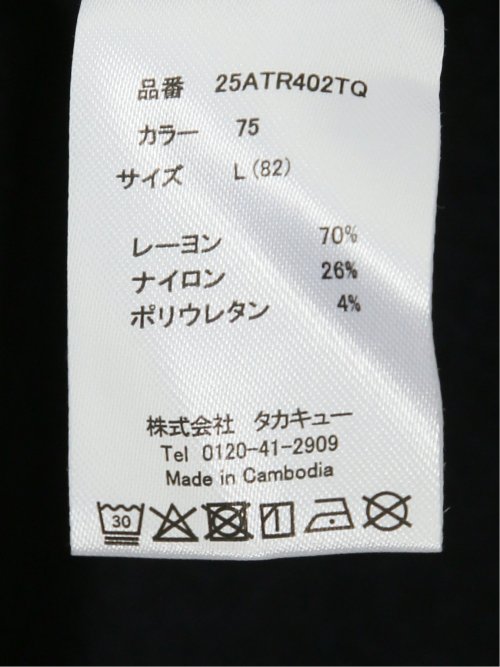 品番 25ATR402TQ
カラー 75
サイズ L(82)
レーヨン 70%
ナイロン 26%
ポリウレタン 4%
株式会社 タカキュー
Tel 0120-41-2909
Made in Cambodia
30